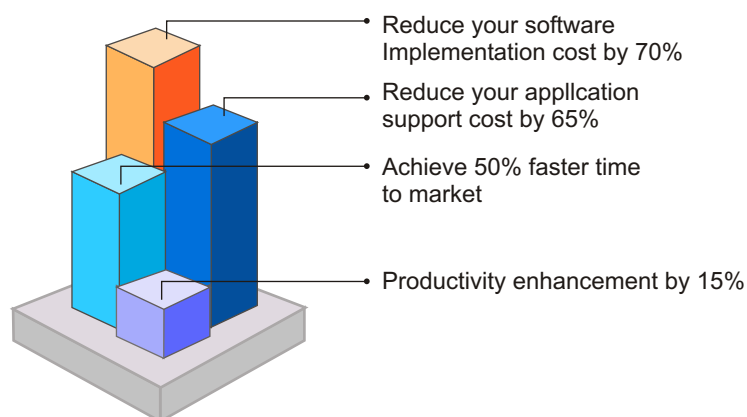 Reduce your software
Implementation cost by 70%
Reduce your appllcation
support cost by 65%
Achieve 50% faster time
to market
Productivity enhancement by 15%